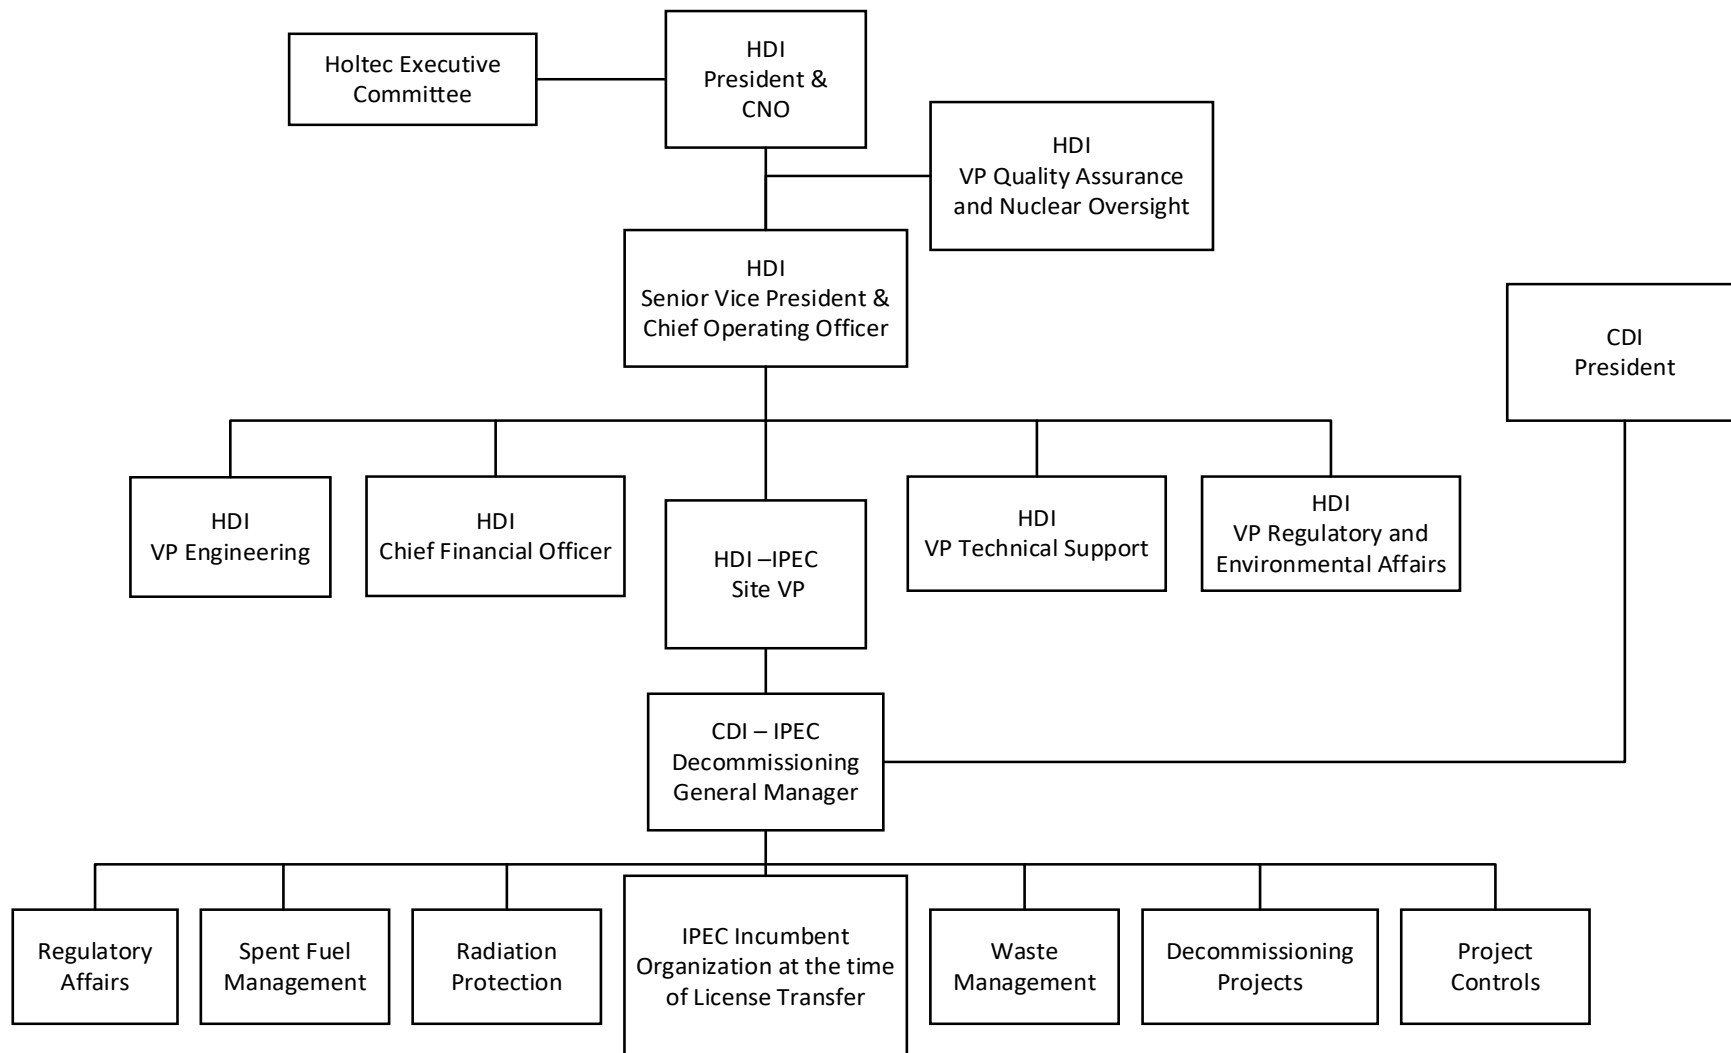 Holtec Executive
Committee
HDI
President &
CNO
HDI
VP Quality Assurance
and Nuclear Oversight
HDI
Senior Vice President &
Chief Operating Officer
CDI
President
HDI
VP Engineering
HDI
Chief Financial Officer
HDI –IPEC
Site VP
HDI
VP Technical Support
HDI
VP Regulatory and
Environmental Affairs
CDI – IPEC
Decommissioning
General Manager
Regulatory
Affairs
Spent Fuel
Management
Radiation
Protection
IPEC Incumbent
Organization at the time
of License Transfer
Waste
Management
Decommissioning
Projects
Project
Controls